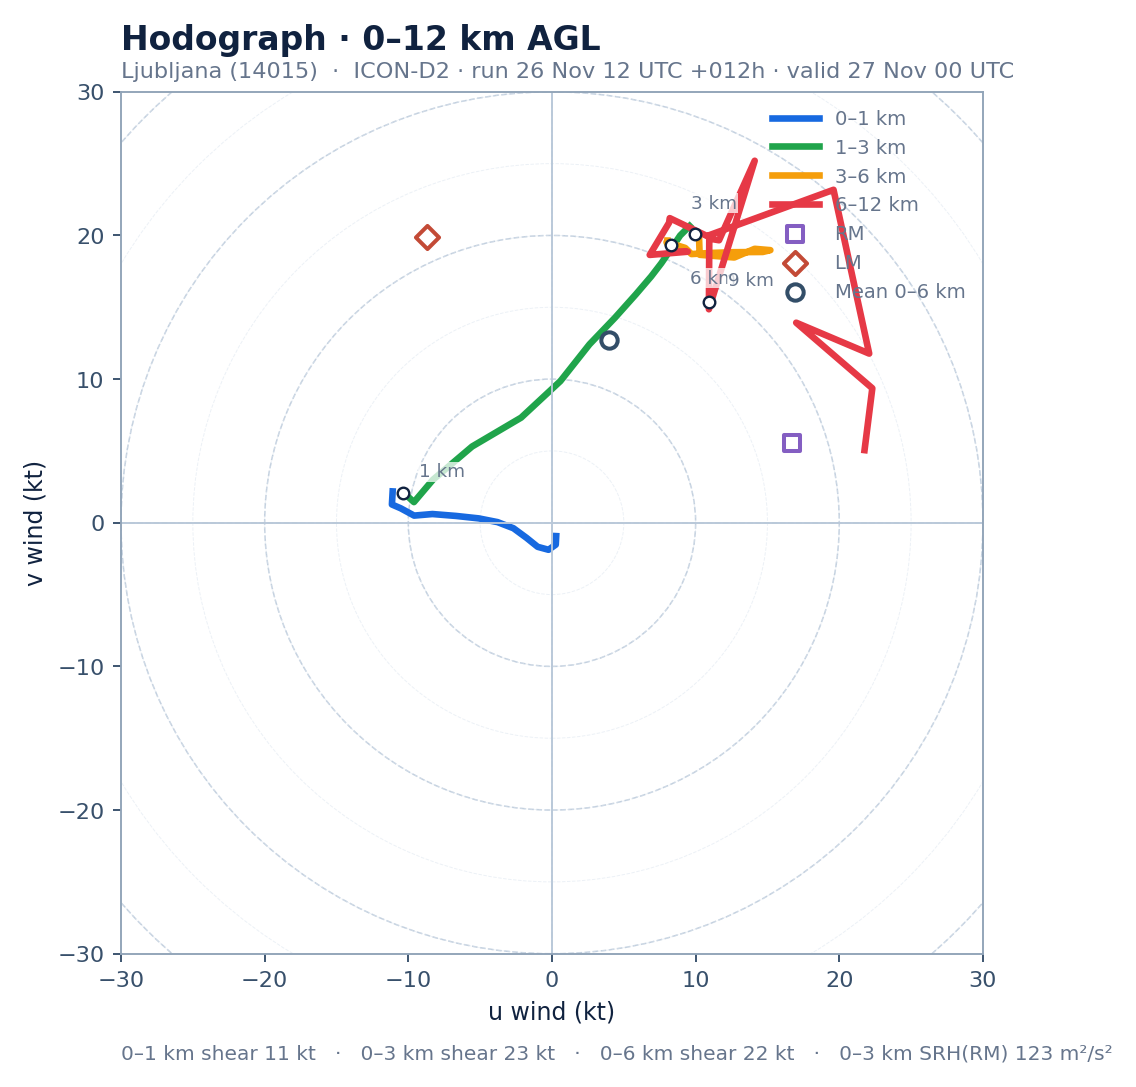 Hodograph · 0–12 km AGL
Ljubljana (14015) · ICON-D2 · run 26 Nov 12 UTC +012h · valid 27 Nov 00 UTC
30
20
10
0
−10
−20
−30
v wind (kt)
0–1 km
1–3 km
3–6 km
6–12 km
RM
LM
Mean 0–6 km
3 km
6 km
9 km
1 km
−30
−20
−10
0
10
20
30
u wind (kt)
0–1 km shear 11 kt · 0–3 km shear 23 kt · 0–6 km shear 22 kt · 0–3 km SRH(RM) 123 m²/s²